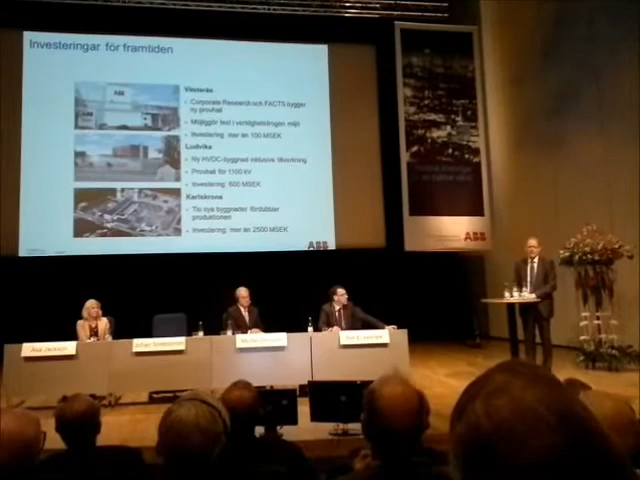 Investeringar för framtiden
Västerås
Corporate Research och FACTS bygger
ny provhall
Möjliggör test i verklighetstrogen miljö
Investering: mer än 100 MSEK
Ludvika
Ny HVDC-byggnad inklusive tillverkning
Provhall för 1100 kV
Investering: 600 MSEK
Karlskrona
Tio nya byggnader fördubblar
produktionen
Investering: mer än 2500 MSEK
ABB
ABB
ABB